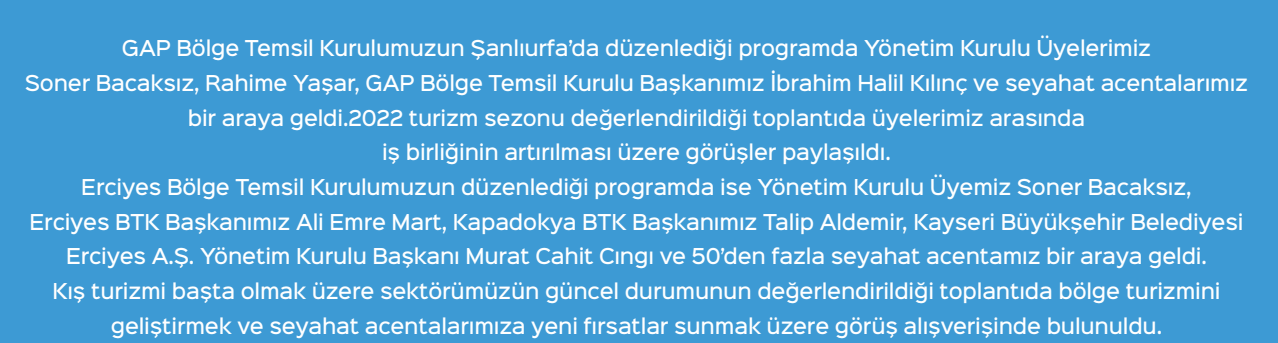 GAP Bölge Temsil Kurulumuzun Şanlıurfa’da düzenlediği programda Yönetim Kurulu Üyelerimiz
Soner Bacaksız, Rahime Yaşar, GAP Bölge Temsil Kurulu Başkanımız İbrahim Halil Kılınç ve seyahat acentalarımız
bir araya geldi.2022 turizm sezonu değerlendirildiği toplantıda üyelerimiz arasında
iş birliğinin artırılması üzere görüşler paylaşıldı.
Erciyes Bölge Temsil Kurulumuzun düzenlediği programda ise Yönetim Kurulu Üyemiz Soner Bacaksız,
Erciyes BTK Başkanımız Ali Emre Mart, Kapadokya BTK Başkanımız Talip Aldemir, Kayseri Büyükşehir Belediyesi
Erciyes A.Ş. Yönetim Kurulu Başkanı Murat Cahit Cıngı ve 50’den fazla seyahat acentamız bir araya geldi.
Kış turizmi başta olmak üzere sektörümüzün güncel durumunun değerlendirildiği toplantıda bölge turizmini
geliştirmek ve seyahat acentalarımıza yeni fırsatlar sunmak üzere görüş alışverişinde bulunuldu.